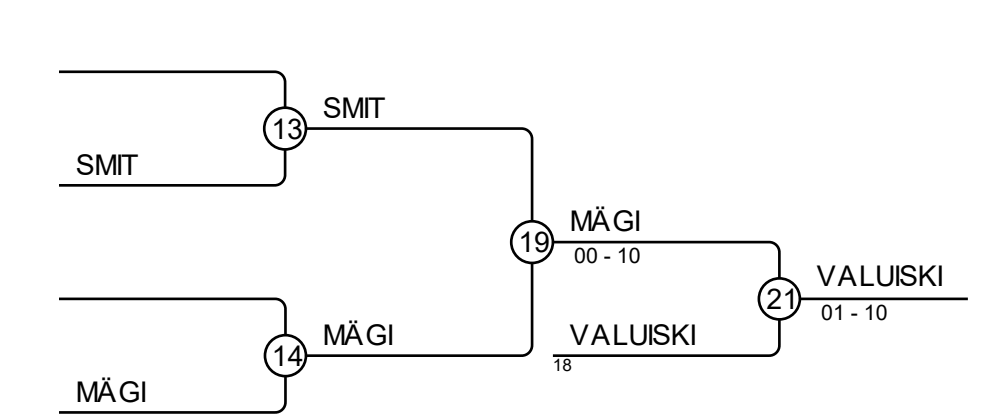 SMIT
13
SMIT
MÄGI
00 - 10
19
VALUISKI
01 - 10
21
MÄGI
VALUISKI
18
14
MÄGI